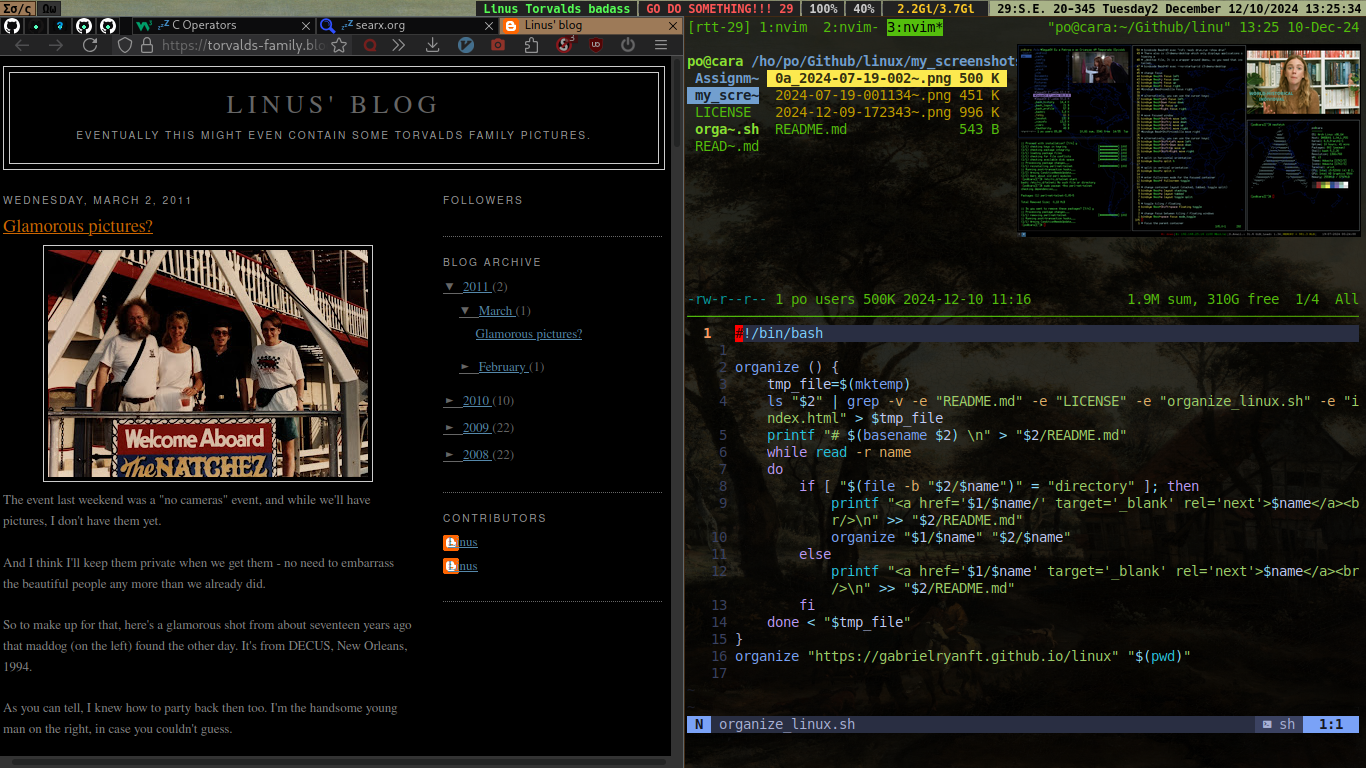 Σσ/ς Ωω
Linus Torvalds badass GO DO SOMETHING!!! 29 100% 40% 2.2Gi/3.7Gi 29:S.E. 20-345 Tuesday2 December 12/10/2024 13:25:34
C Operators
searx.org
Linus' blog
https://torvalds-family.blo
LINUS' BLOG
EVENTUALLY THIS MIGHT EVEN CONTAIN SOME TORVALDS FAMILY PICTURES.
WEDNESDAY, MARCH 2, 2011
Glamorous pictures?
Welcome Aboard
The NATCHEZ
The event last weekend was a "no cameras" event, and while we'll have
pictures, I don't have them yet.
And I think I'll keep them private when we get them - no need to embarrass
the beautiful people any more than we already did.
So to make up for that, here's a glamorous shot from about seventeen years ago
that maddog (on the left) found the other day. It's from DECUS, New Orleans,
1994.
As you can tell, I knew how to party back then too. I'm the handsome young
man on the right, in case you couldn't guess.
FOLLOWERS
BLOG ARCHIVE
▼ 2011 (2)
▼ March (1)
Glamorous pictures?
► February (1)
► 2010 (10)
► 2009 (22)
► 2008 (22)
CONTRIBUTORS
nus
nus
[rtt-29] 1:nvim 2:nvim- 3:nvim* "po@cara:~/Github/linu" 13:25 10-Dec-24
po@cara /ho/po/Github/linux/my_screenshots
Assignm~ 0a_2024-07-19-002~.png 500 K
my_scre~ 2024-07-19-001134~.png 451 K
LICENSE 2024-12-09-172343~.png 996 K
orga~.sh README.md 543 B
READ~.md
-rw-r--r-- 1 po users 500K 2024-12-10 11:16 1.9M sum, 310G free 1/4 All
1 #!/bin/bash
1
2 organize () {
3 tmp_file=$(mktemp)
4 ls "$2" | grep -v -e "README.md" -e "LICENSE" -e "organize_linux.sh" -e "i
ndex.html" > $tmp_file
5 printf "# $(basename $2) \n" > "$2/README.md"
6 while read -r name
7 do
8 if [ "$(file -b "$2/$name")" = "directory" ]; then
9 printf "<a href='$1/$name/' target='_blank' rel='next'>$name</a><b
r/>\n" >> "$2/README.md"
10 organize "$1/$name" "$2/$name"
11 else
12 printf "<a href='$1/$name' target='_blank' rel='next'>$name</a><br
/>\n" >> "$2/README.md"
13 fi
14 done < "$tmp_file"
15 }
16 organize "https://gabrielryanft.github.io/linux" "$(pwd)"
17
N organize_linux.sh sh 1:1